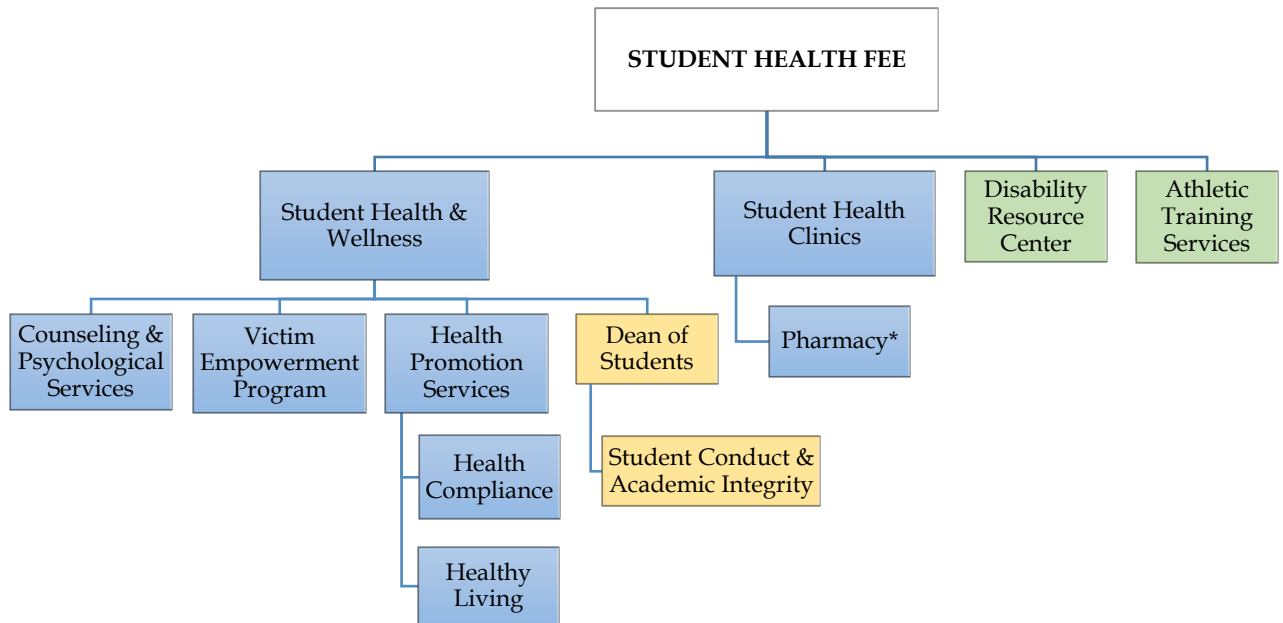 STUDENT HEALTH FEE
Student Health &
Wellness
Student Health
Clinics
Disability
Resource
Center
Athletic
Training
Services
Counseling &
Psychological
Services
Victim
Empowerment
Program
Health
Promotion
Services
Dean of
Students
Pharmacy*
Health
Compliance
Student Conduct &
Academic Integrity
Healthy
Living